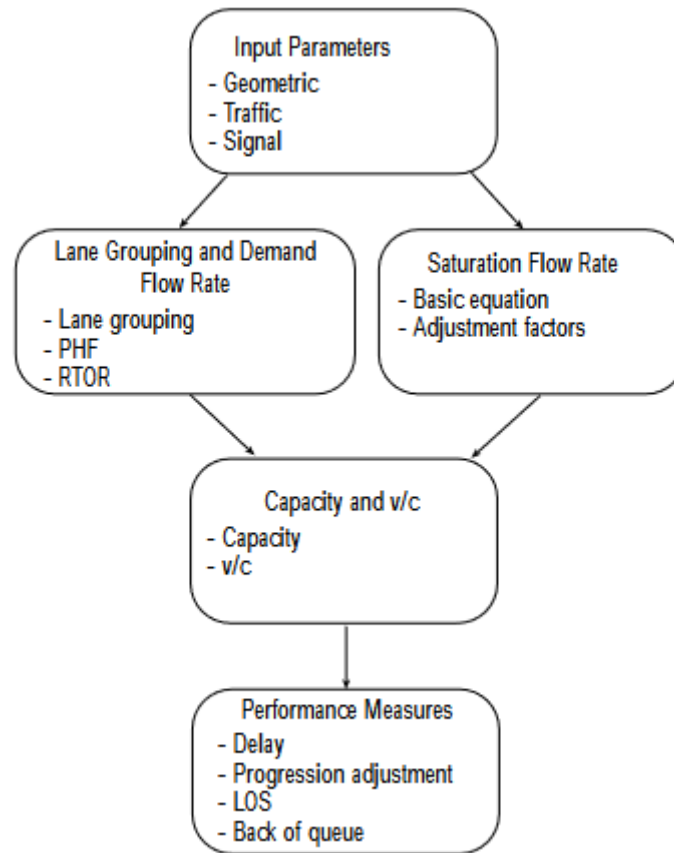 Input Parameters
- Geometric
- Traffic
- Signal
Lane Grouping and Demand
Flow Rate
- Lane grouping
- PHF
- RTOR
Saturation Flow Rate
- Basic equation
- Adjustment factors
Capacity and v/c
- Capacity
- v/c
Performance Measures
- Delay
- Progression adjustment
- LOS
- Back of queue